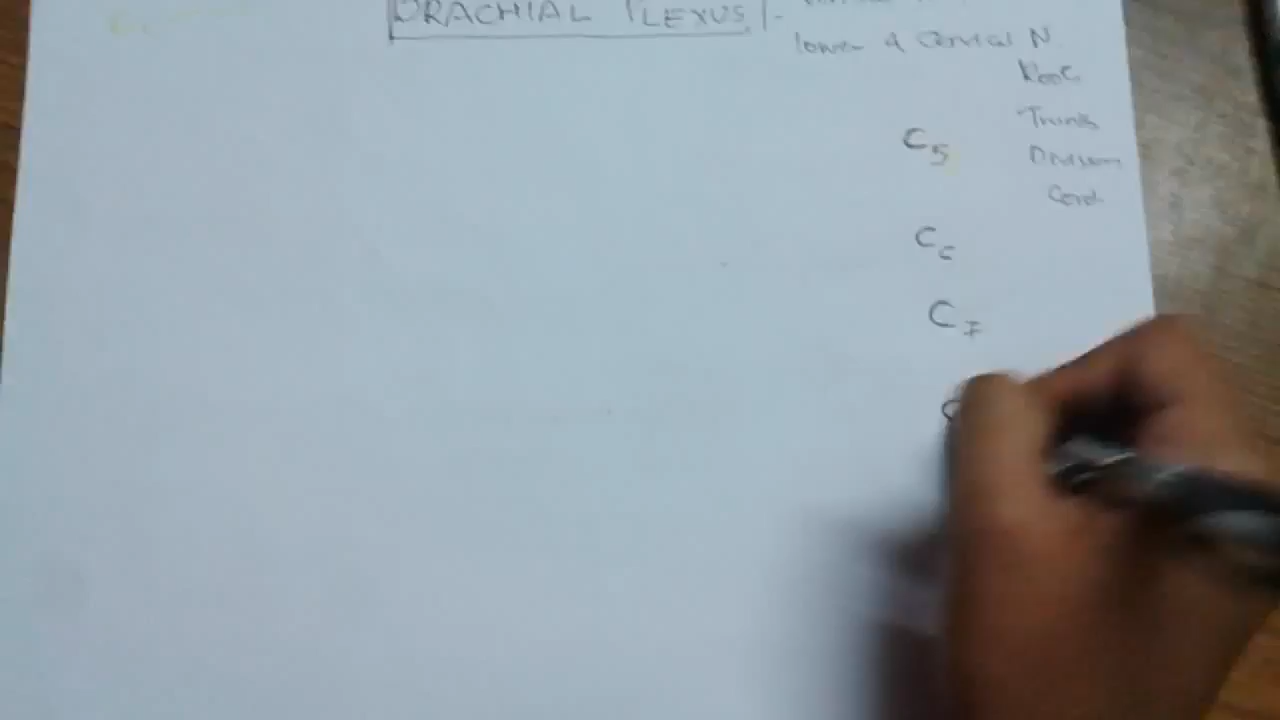 BRACHIAL PLEXUS :-
lower 4 Cervical N
Root
Trunk
Division
Cord
C5
C6
C7
C